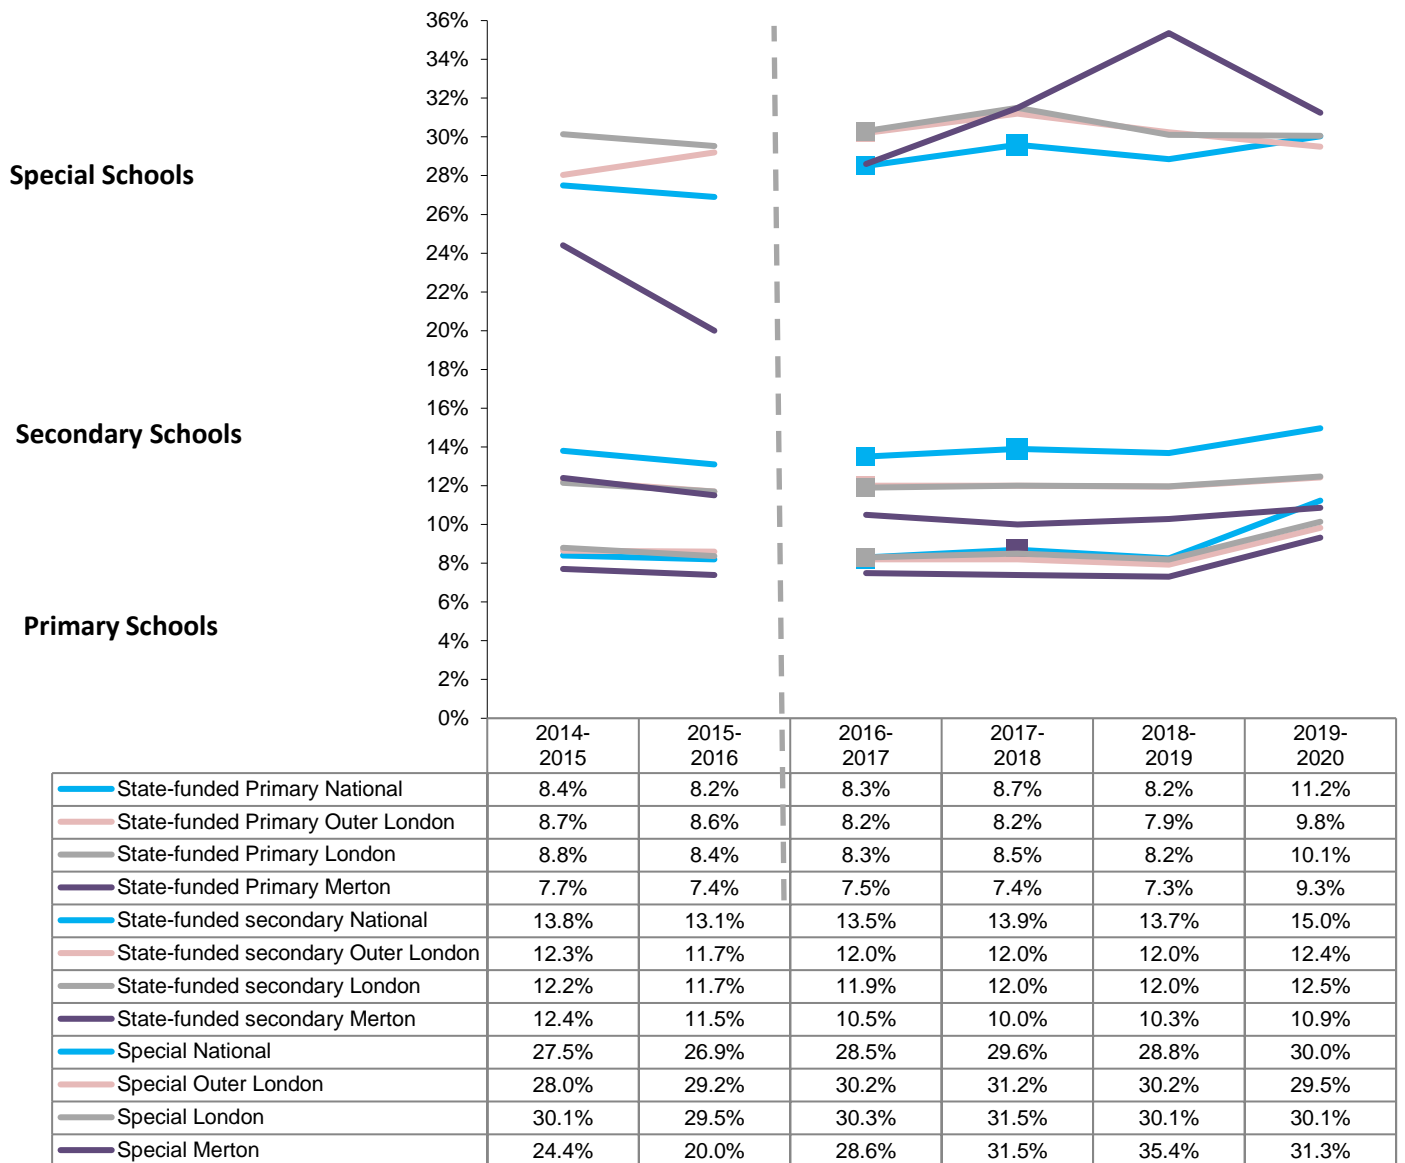 36%
34%
32%
30%
28%
26%
24%
22%
20%
18%
16%
14%
12%
10%
8%
6%
4%
2%
0%
Special Schools
Secondary Schools
Primary Schools
2014-
2015
2015-
2016
2016-
2017
2017-
2018
2018-
2019
2019-
2020
State-funded Primary National 8.4% 8.2% 8.3% 8.7% 8.2% 11.2%
State-funded Primary Outer London 8.7% 8.6% 8.2% 8.2% 7.9% 9.8%
State-funded Primary London 8.8% 8.4% 8.3% 8.5% 8.2% 10.1%
State-funded Primary Merton 7.7% 7.4% 7.5% 7.4% 7.3% 9.3%
State-funded secondary National 13.8% 13.1% 13.5% 13.9% 13.7% 15.0%
State-funded secondary Outer London 12.3% 11.7% 12.0% 12.0% 12.0% 12.4%
State-funded secondary London 12.2% 11.7% 11.9% 12.0% 12.0% 12.5%
State-funded secondary Merton 12.4% 11.5% 10.5% 10.0% 10.3% 10.9%
Special National 27.5% 26.9% 28.5% 29.6% 28.8% 30.0%
Special Outer London 28.0% 29.2% 30.2% 31.2% 30.2% 29.5%
Special London 30.1% 29.5% 30.3% 31.5% 30.1% 30.1%
Special Merton 24.4% 20.0% 28.6% 31.5% 35.4% 31.3%